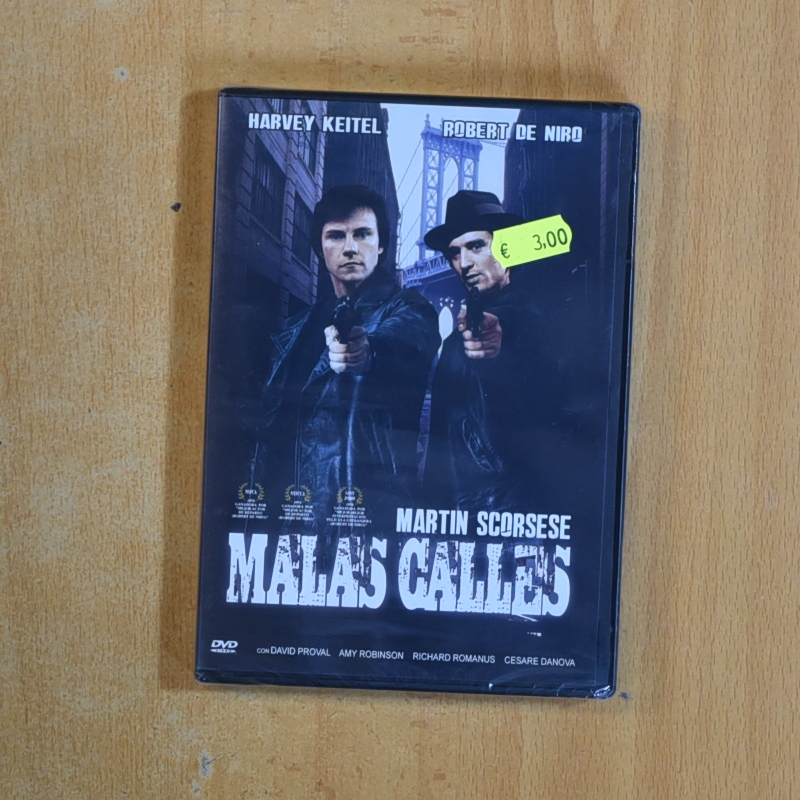 HARVEY KEITEL
ROBERT DE NIRO
€ 3,00
MARTIN SCORSESE
MALAS CALLES
DVD
CON DAVID PROVAL AMY ROBINSON RICHARD ROMANUS CESARE DANOVA